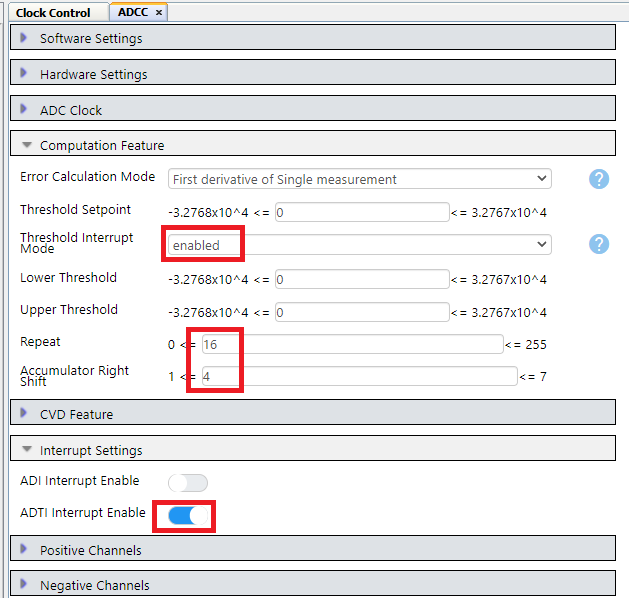 Clock Control ADCC ×
Software Settings
Hardware Settings
ADC Clock
Computation Feature
Error Calculation Mode First derivative of Single measurement ?
Threshold Setpoint -3.2768x10^4 <= 0 <= 3.2767x10^4
Threshold Interrupt
Mode enabled ?
Lower Threshold -3.2768x10^4 <= 0 <= 3.2767x10^4
Upper Threshold -3.2768x10^4 <= 0 <= 3.2767x10^4
Repeat 0 <= 16 <= 255
Accumulator Right
Shift 1 <= 4 <= 7
CVD Feature
Interrupt Settings
ADI Interrupt Enable
ADTI Interrupt Enable
Positive Channels
Negative Channels